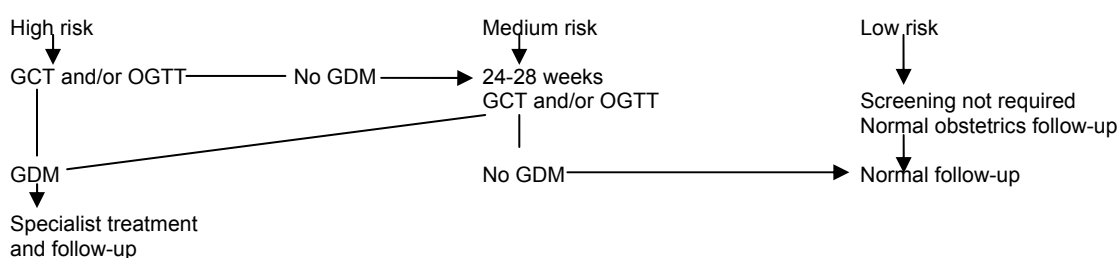 High risk
Medium risk
Low risk
GCT and/or OGTT
No GDM
24-28 weeks
GCT and/or OGTT
Screening not required
Normal obstetrics follow-up
GDM
No GDM
Normal follow-up
Specialist treatment
and follow-up